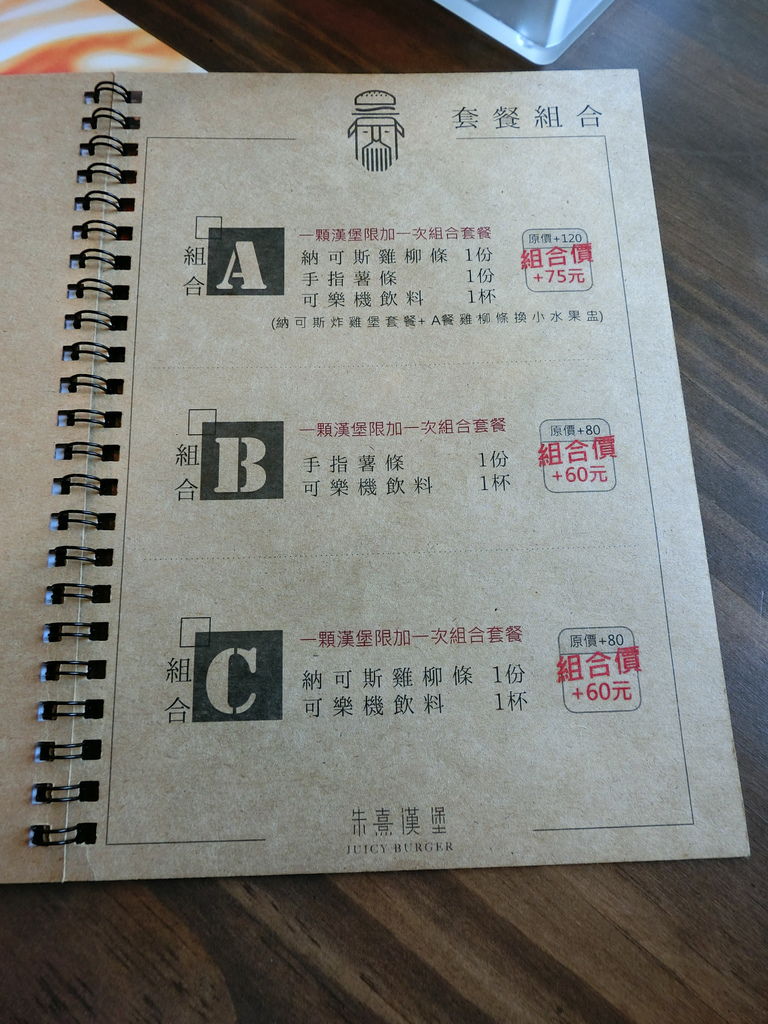 套餐組合
組合
A
一顆漢堡限加一次組合套餐
納可斯雞柳條 1份
手指薯條 1份
可樂機飲料 1杯
(納可斯炸雞堡套餐+A餐雞柳條換小水果盅)
原價+120
組合價
+75元
組合
B
一顆漢堡限加一次組合套餐
手指薯條 1份
可樂機飲料 1杯
原價+80
組合價
+60元
組合
C
一顆漢堡限加一次組合套餐
納可斯雞柳條 1份
可樂機飲料 1杯
原價+80
組合價
+60元
朱熹漢堡
JUICY BURGER